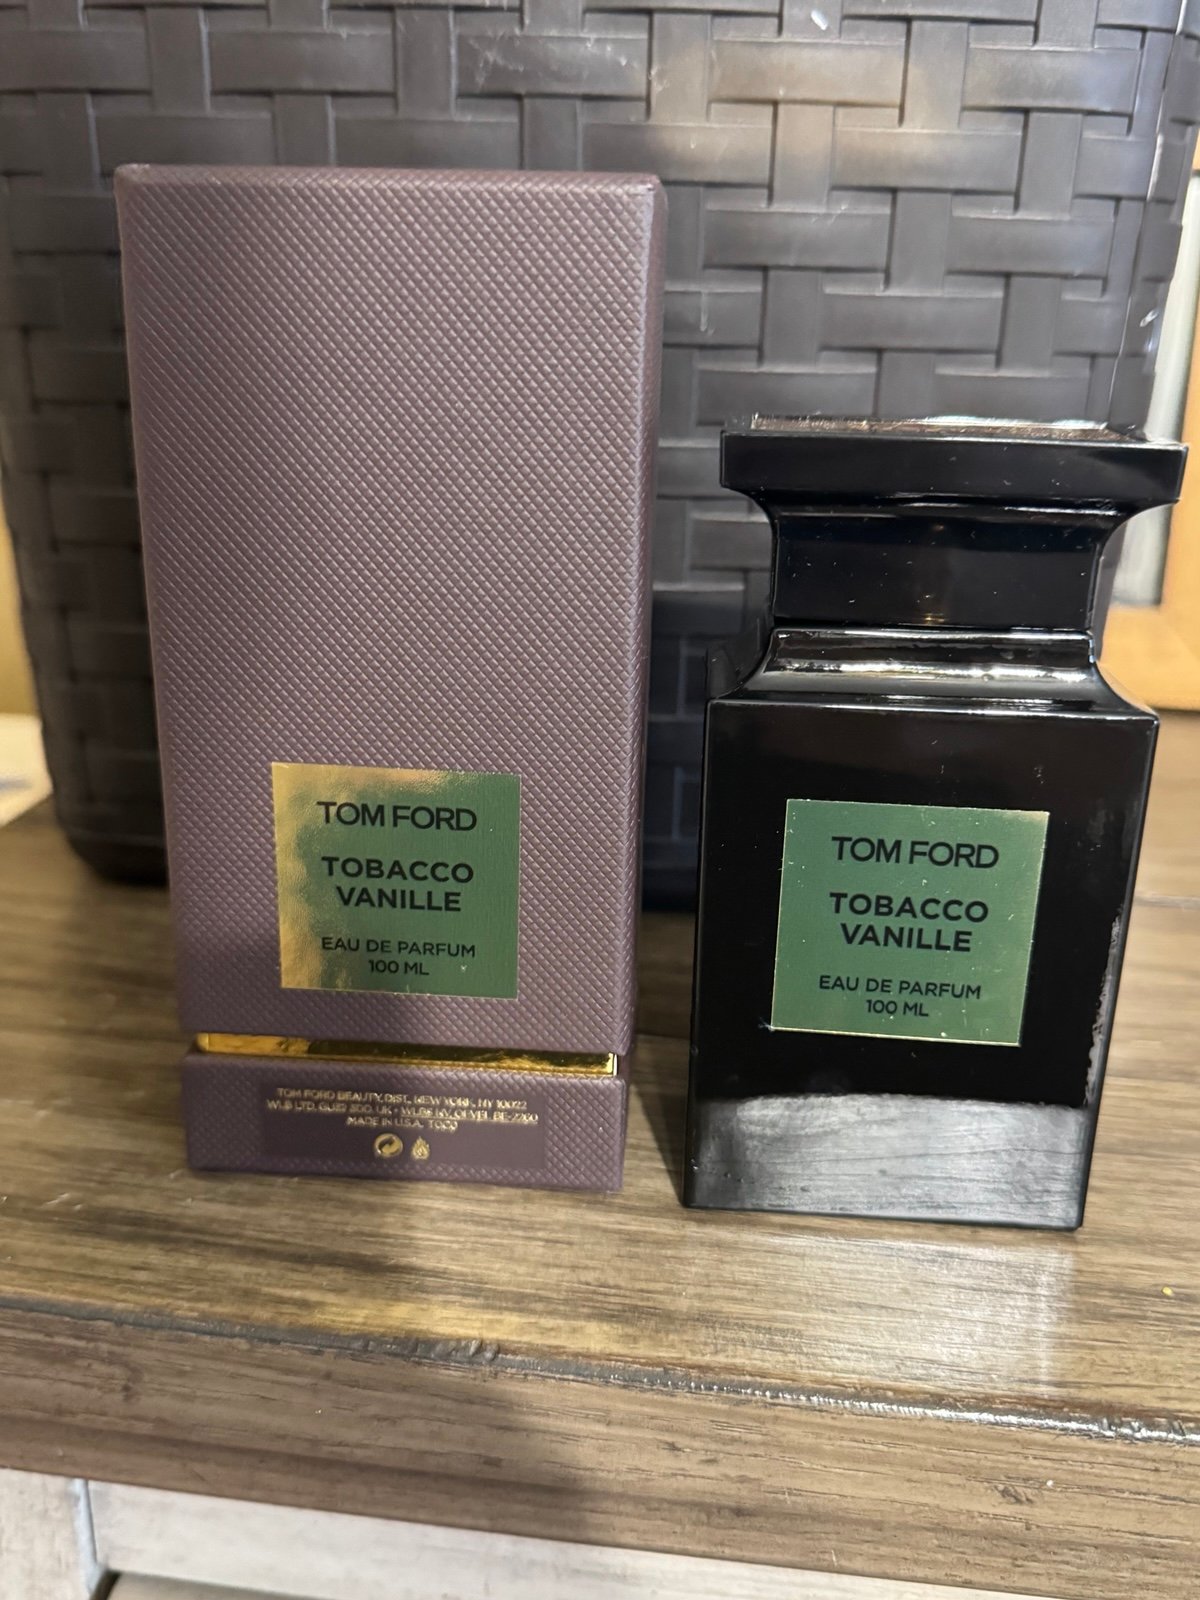 TOM FORD
TOBACCO
VANILLE
EAU DE PARFUM
100 ML
TOM FORD BEAUTY, DIST., NEW YORK, NY 10022
MADE IN U.S.A.
TOM FORD
TOBACCO
VANILLE
EAU DE PARFUM
100 ML